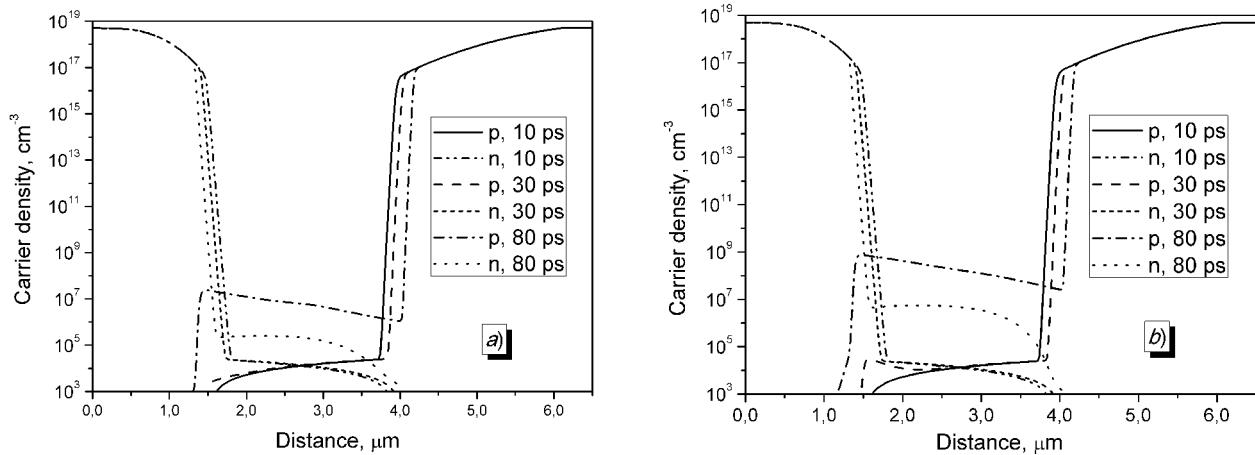 10^19
10^17
10^15
10^13
10^11
10^9
10^7
10^5
10^3
Carrier density, cm^-3
p, 10 ps
n, 10 ps
p, 30 ps
n, 30 ps
p, 80 ps
n, 80 ps
a)
0,0 1,0 2,0 3,0 4,0 5,0 6,0
Distance, μm
10^19
10^17
10^15
10^13
10^11
10^9
10^7
10^5
10^3
Carrier density, cm^-3
p, 10 ps
n, 10 ps
p, 30 ps
n, 30 ps
p, 80 ps
n, 80 ps
b)
0,0 1,0 2,0 3,0 4,0 5,0 6,0
Distance, μm